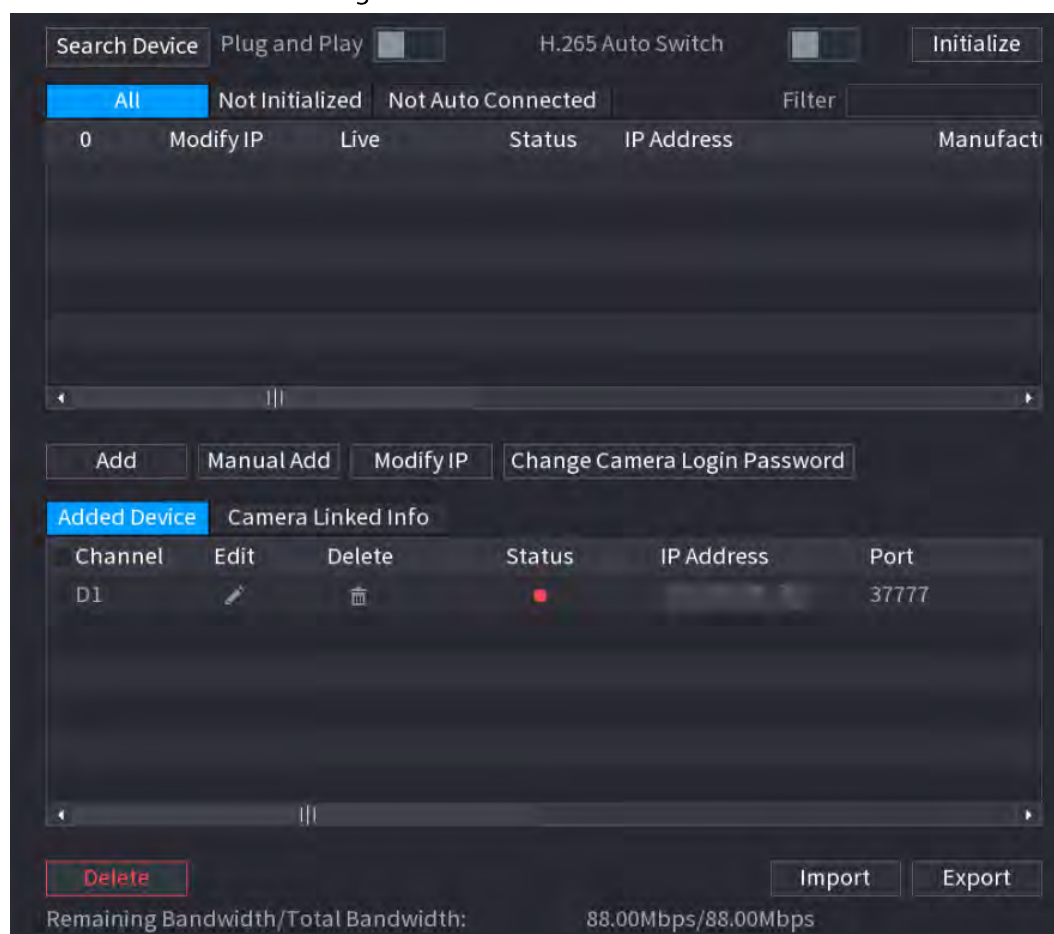 Search Device Plug and Play H.265 Auto Switch Initialize
All Not Initialized Not Auto Connected Filter
0 Modify IP Live Status IP Address Manufact
Add Manual Add Modify IP Change Camera Login Password
Added Device Camera Linked Info
Channel Edit Delete Status IP Address Port
D1 37777
Delete Import Export
Remaining Bandwidth/Total Bandwidth: 88.00Mbps/88.00Mbps